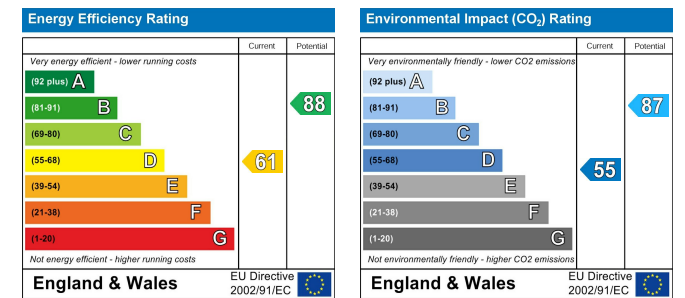 Energy Efficiency Rating
Current Potential
Very energy efficient - lower running costs
(92 plus) A
(81-91) B
(69-80) C
(55-68) D
(39-54) E
(21-38) F
(1-20) G
88
61
Not energy efficient - higher running costs
England & Wales
EU Directive
2002/91/EC
Environmental Impact (CO₂) Rating
Current Potential
Very environmentally friendly - lower CO2 emissions
(92 plus) A
(81-91) B
(69-80) C
(55-68) D
(39-54) E
(21-38) F
(1-20) G
87
55
Not environmentally friendly - higher CO2 emissions
England & Wales
EU Directive
2002/91/EC